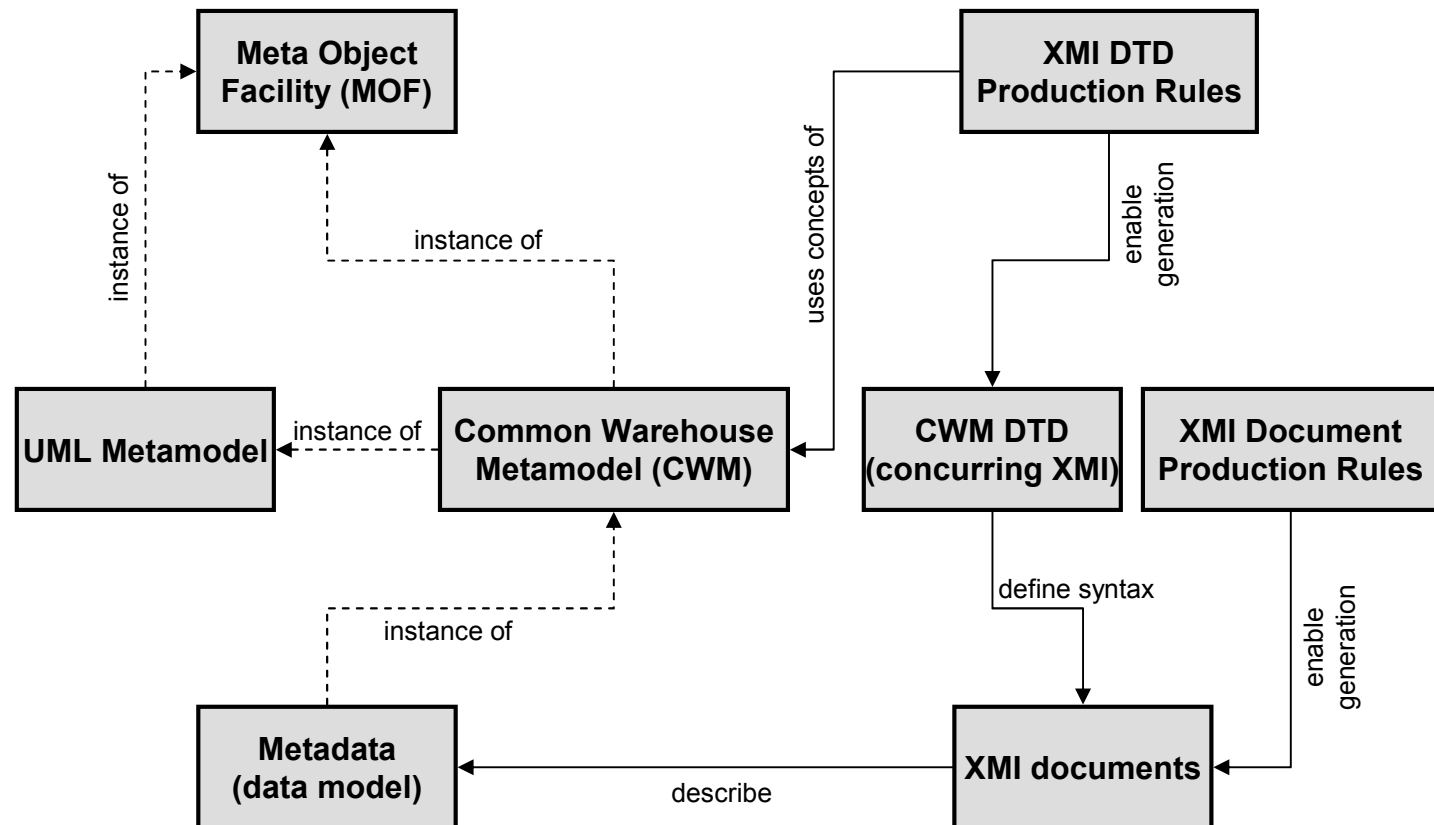 Meta Object
Facility (MOF)
XMI DTD
Production Rules
instance of
instance of
uses concepts of
enable
generation
UML Metamodel
instance of
Common Warehouse
Metamodel (CWM)
CWM DTD
(concurring XMI)
XMI Document
Production Rules
instance of
define syntax
enable
generation
Metadata
(data model)
describe
XMI documents